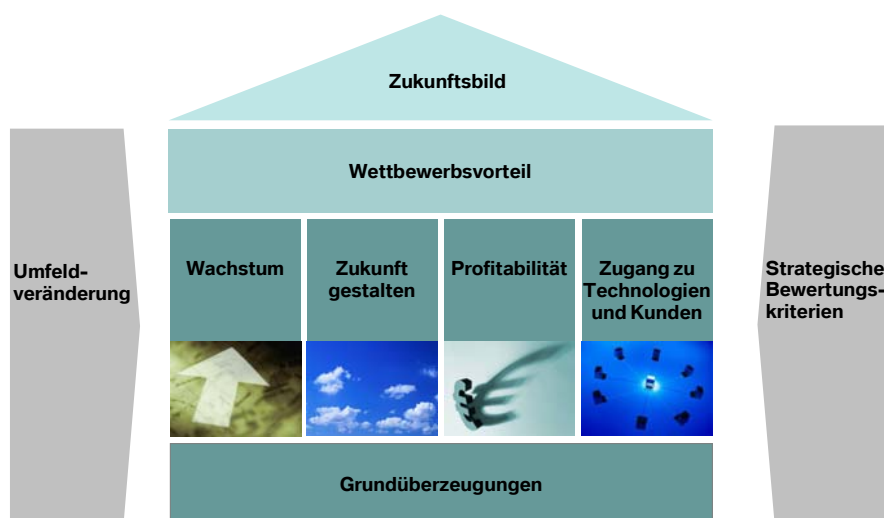 Zukunftsbild
Wettbewerbsvorteil
Umfeld-
veränderung
Wachstum
Zukunft
gestalten
Profitabilität
Zugang zu
Technologien
und Kunden
Strategische
Bewertungs-
kriterien
Grundüberzeugungen